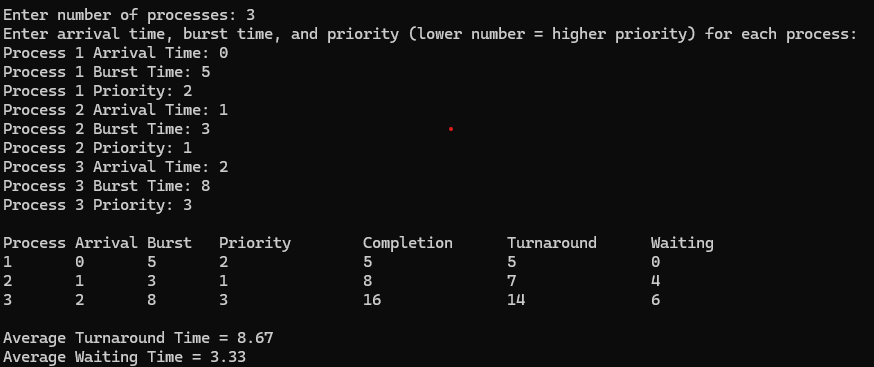 Enter number of processes: 3
Enter arrival time, burst time, and priority (lower number = higher priority) for each process:
Process 1 Arrival Time: 0
Process 1 Burst Time: 5
Process 1 Priority: 2
Process 2 Arrival Time: 1
Process 2 Burst Time: 3
Process 2 Priority: 1
Process 3 Arrival Time: 2
Process 3 Burst Time: 8
Process 3 Priority: 3

Process Arrival Burst   Priority        Completion      Turnaround      Waiting
1       0       5       2               5               5               0
2       1       3       1               8               7               4
3       2       8       3               16              14              6

Average Turnaround Time = 8.67
Average Waiting Time = 3.33